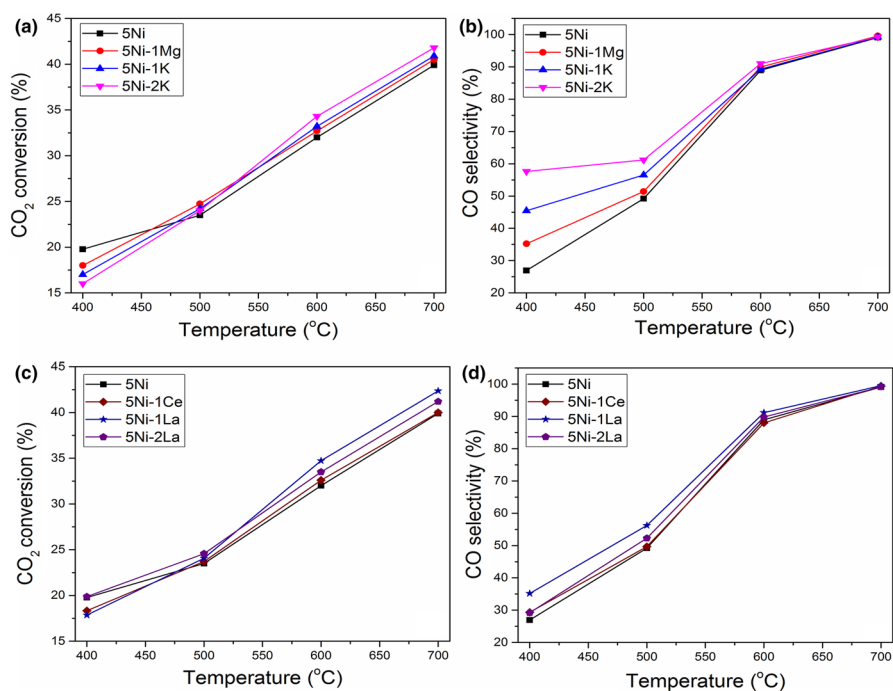 (a)
5Ni
5Ni-1Mg
5Ni-1K
5Ni-2K
CO₂ conversion (%)
45
40
35
30
25
20
15
400 450 500 550 600 650 700
Temperature (°C)
(b)
5Ni
5Ni-1Mg
5Ni-1K
5Ni-2K
CO selectivity (%)
100
90
80
70
60
50
40
30
20
400 450 500 550 600 650 700
Temperature (°C)
(c)
5Ni
5Ni-1Ce
5Ni-1La
5Ni-2La
CO₂ conversion (%)
45
40
35
30
25
20
15
400 450 500 550 600 650 700
Temperature (°C)
(d)
5Ni
5Ni-1Ce
5Ni-1La
5Ni-2La
CO selectivity (%)
100
90
80
70
60
50
40
30
20
400 450 500 550 600 650 700
Temperature (°C)